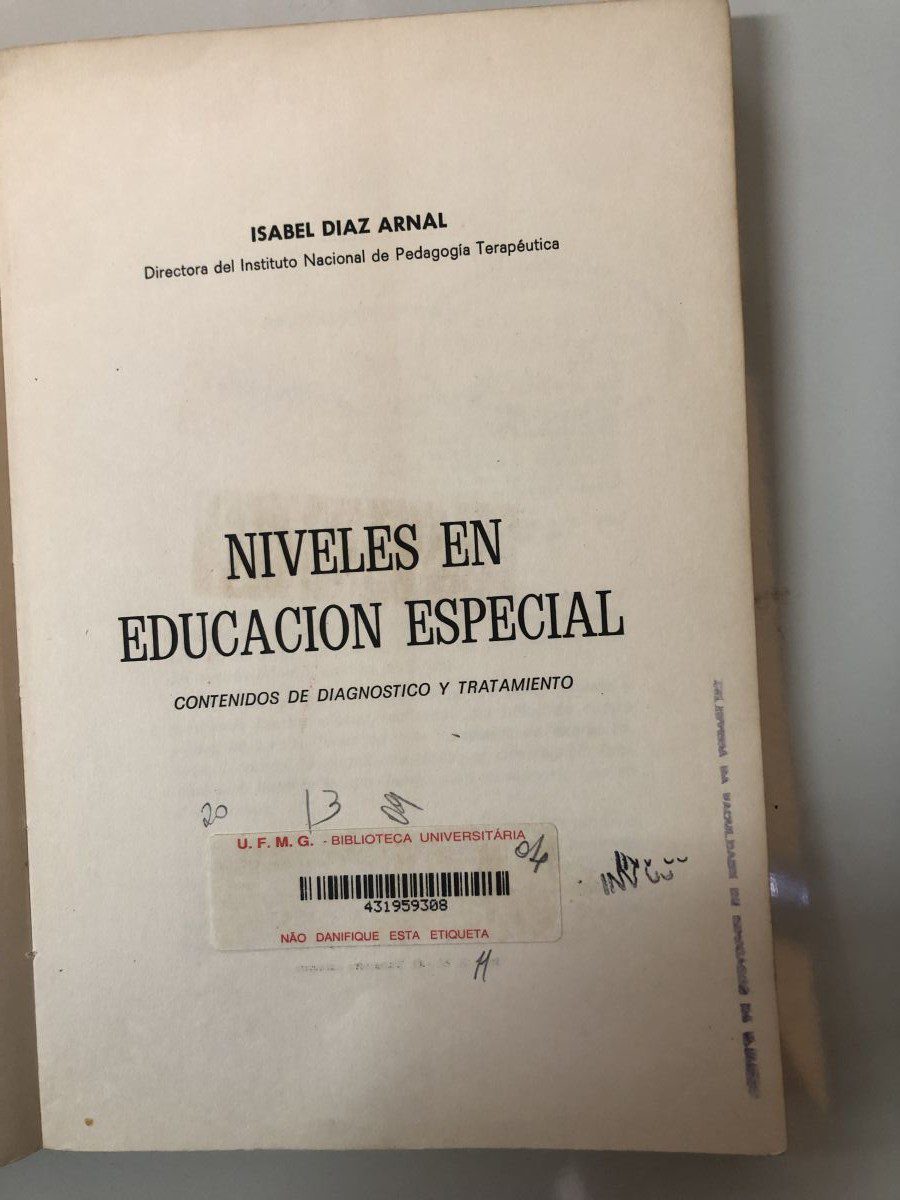 ISABEL DIAZ ARNAL
Directora del Instituto Nacional de Pedagogía Terapéutica
NIVELES EN
EDUCACION ESPECIAL
CONTENIDOS DE DIAGNOSTICO Y TRATAMIENTO
20 13 09
U. F. M. G. - BIBLIOTECA UNIVERSITÁRIA
04
431959308
NÃO DANIFIQUE ESTA ETIQUETA
11